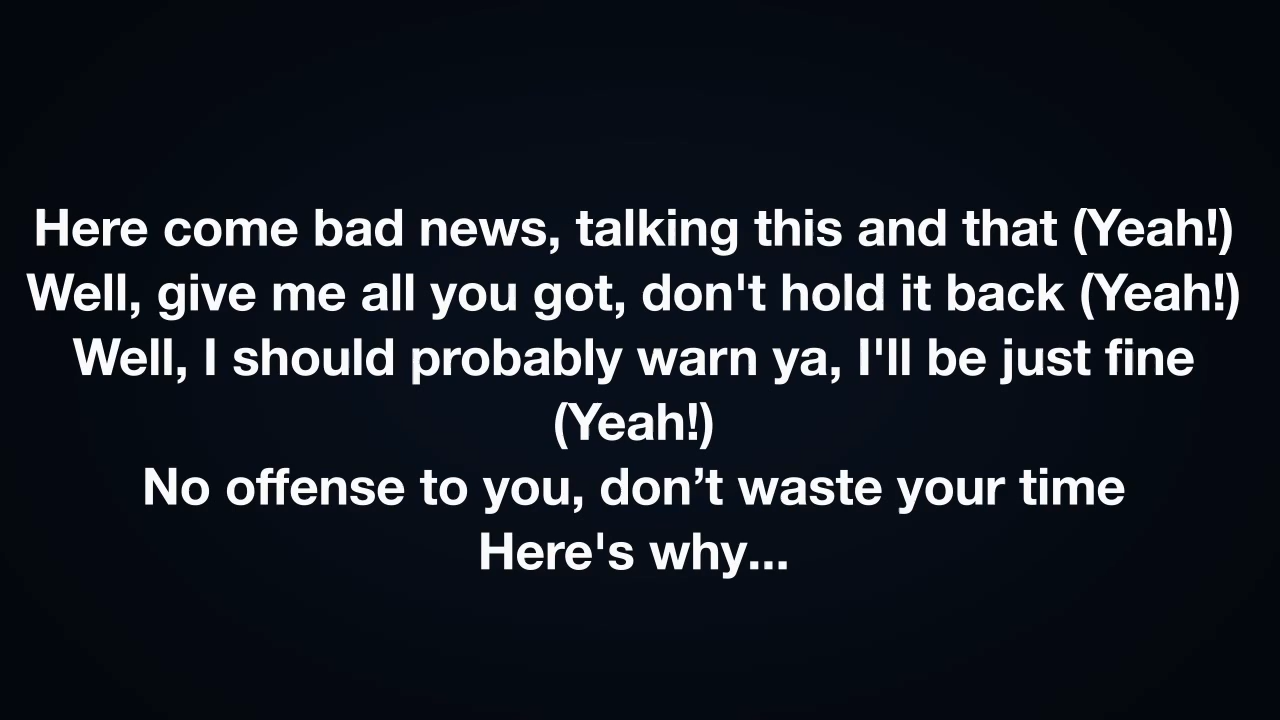 Here come bad news, talking this and that (Yeah!)
Well, give me all you got, don't hold it back (Yeah!)
Well, I should probably warn ya, I'll be just fine
(Yeah!)
No offense to you, don’t waste your time
Here's why...